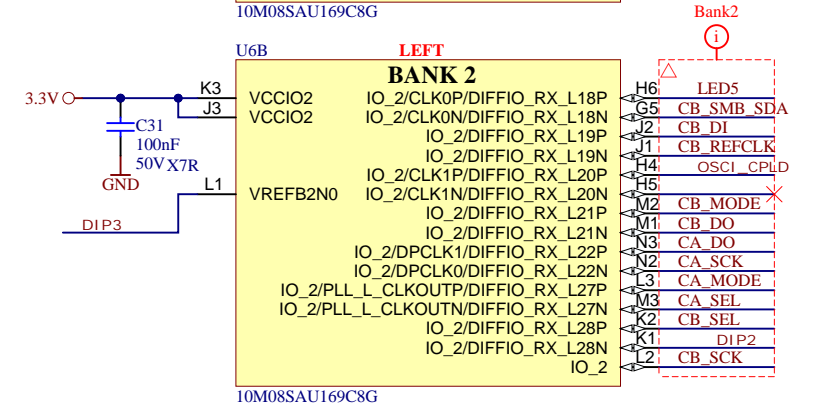 10M08SAU169C8G
Bank2
i
U6B LEFT
BANK 2
3.3V K3 VCCIO2 IO_2/CLK0P/DIFFIO_RX_L18P H6 LED5
J3 VCCIO2 IO_2/CLK0N/DIFFIO_RX_L18N G5 CB_SMB_SDA
C31 IO_2/DIFFIO_RX_L19P J2 CB_DI
100nF IO_2/DIFFIO_RX_L19N J1 CB_REFCLK
50V X7R IO_2/CLK1P/DIFFIO_RX_L20P H4 OSCI_CPLD
GND L1 VREFB2N0 IO_2/CLK1N/DIFFIO_RX_L20N H5
IO_2/DIFFIO_RX_L21P M2 CB_MODE
DIP3 IO_2/DIFFIO_RX_L21N M1 CB_DO
IO_2/DPCLK1/DIFFIO_RX_L22P N3 CA_DO
IO_2/DPCLK0/DIFFIO_RX_L22N N2 CA_SCK
IO_2/PLL_L_CLKOUTP/DIFFIO_RX_L27P L3 CA_MODE
IO_2/PLL_L_CLKOUTN/DIFFIO_RX_L27N M3 CA_SEL
IO_2/DIFFIO_RX_L28P K2 CB_SEL
IO_2/DIFFIO_RX_L28N K1 DIP2
IO_2 L2 CB_SCK
10M08SAU169C8G